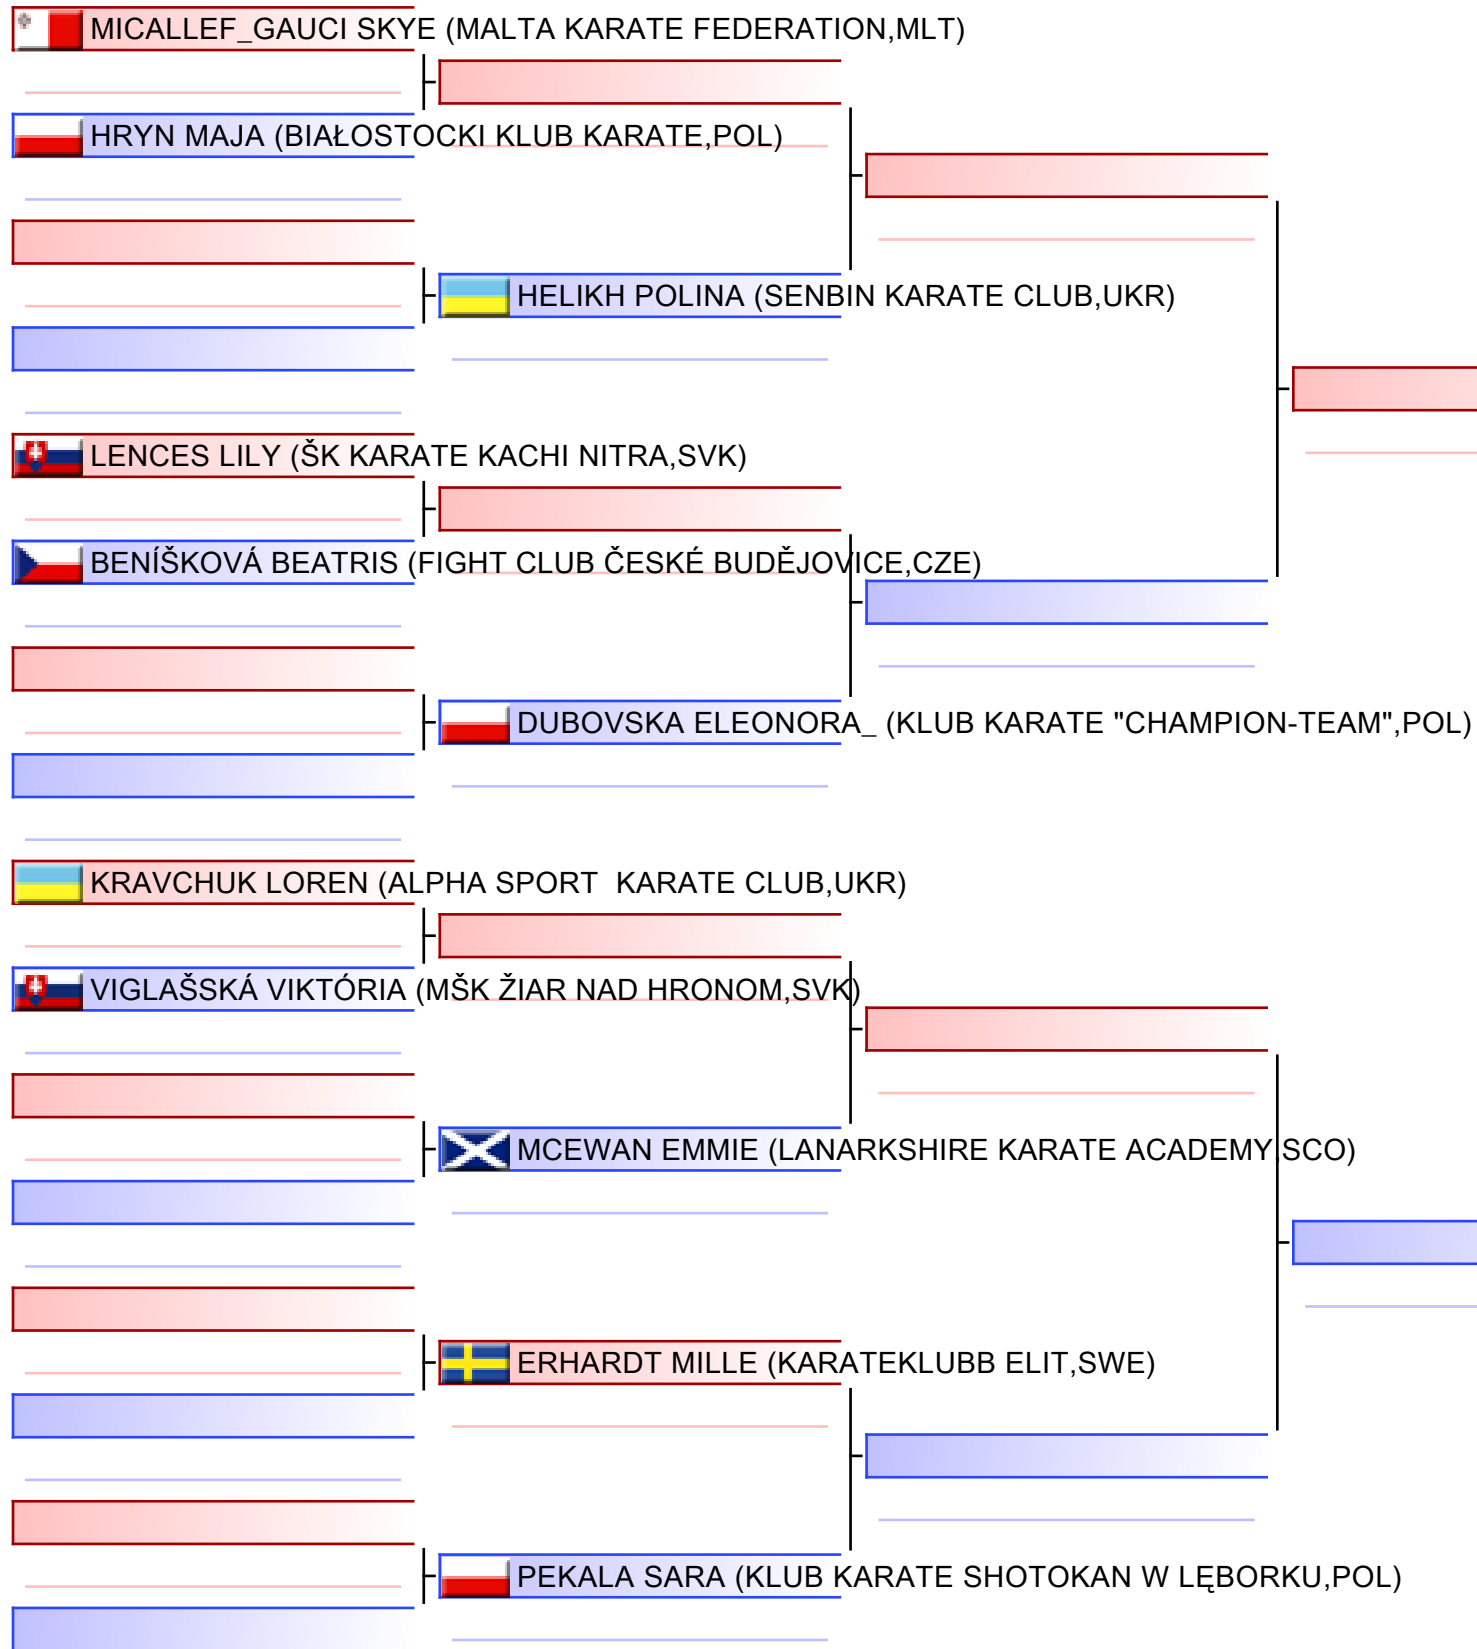 MICALLEF_GAUCI SKYE (MALTA KARATE FEDERATION,MLT)
HRYN MAJA (BIAŁOSTOCKI KLUB KARATE,POL)
HELIKH POLINA (SENBIN KARATE CLUB,UKR)
LENCES LILY (ŠK KARATE KACHI NITRA,SVK)
BENÍŠKOVÁ BEATRIS (FIGHT CLUB ČESKÉ BUDĚJOVICE,CZE)
DUBOVSKA ELEONORA_ (KLUB KARATE "CHAMPION-TEAM",POL)
KRAVCHUK LOREN (ALPHA SPORT  KARATE CLUB,UKR)
VIGLAŠSKÁ VIKTÓRIA (MŠK ŽIAR NAD HRONOM,SVK)
MCEWAN EMMIE (LANARKSHIRE KARATE ACADEMY,SCO)
ERHARDT MILLE (KARATEKLUBB ELIT,SWE)
PEKALA SARA (KLUB KARATE SHOTOKAN W LĘBORKU,POL)